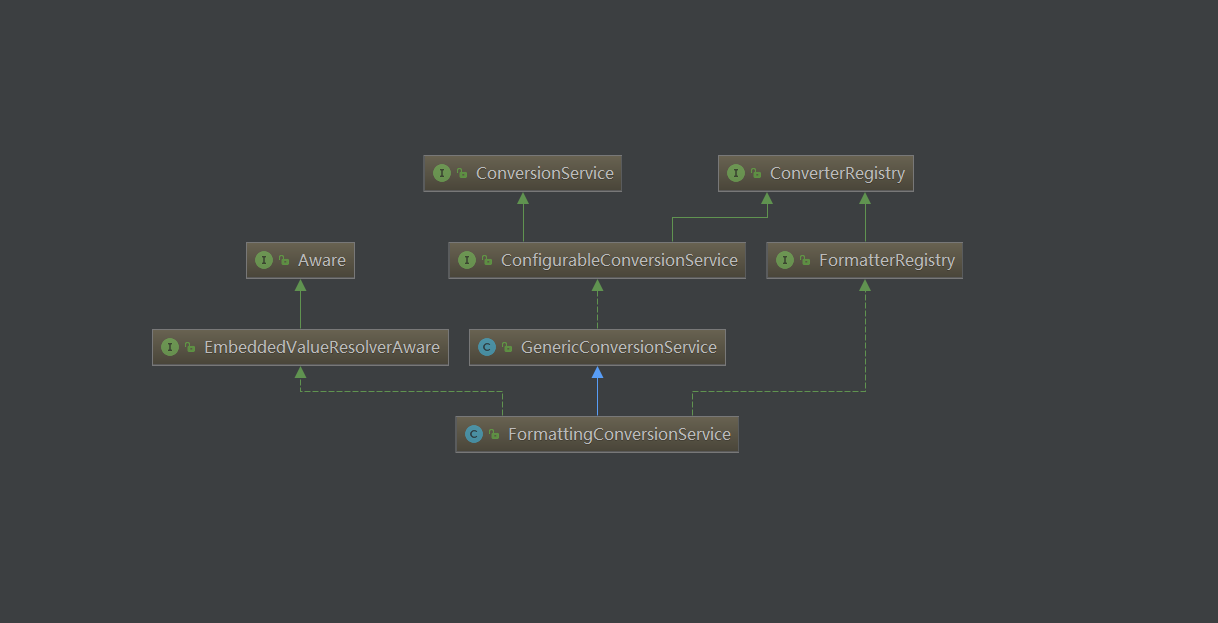 ConversionService
ConverterRegistry
Aware
ConfigurableConversionService
FormatterRegistry
EmbeddedValueResolverAware
GenericConversionService
FormattingConversionService